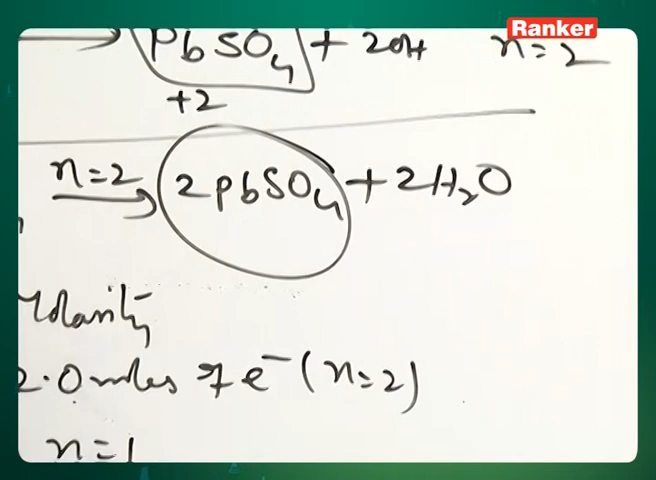 Ranker
PbSO4 + 2OH n=2
+2
n=2
2PbSO4 + 2H2O
Molarity
2.0 moles of e⁻ (n=2)
n=1